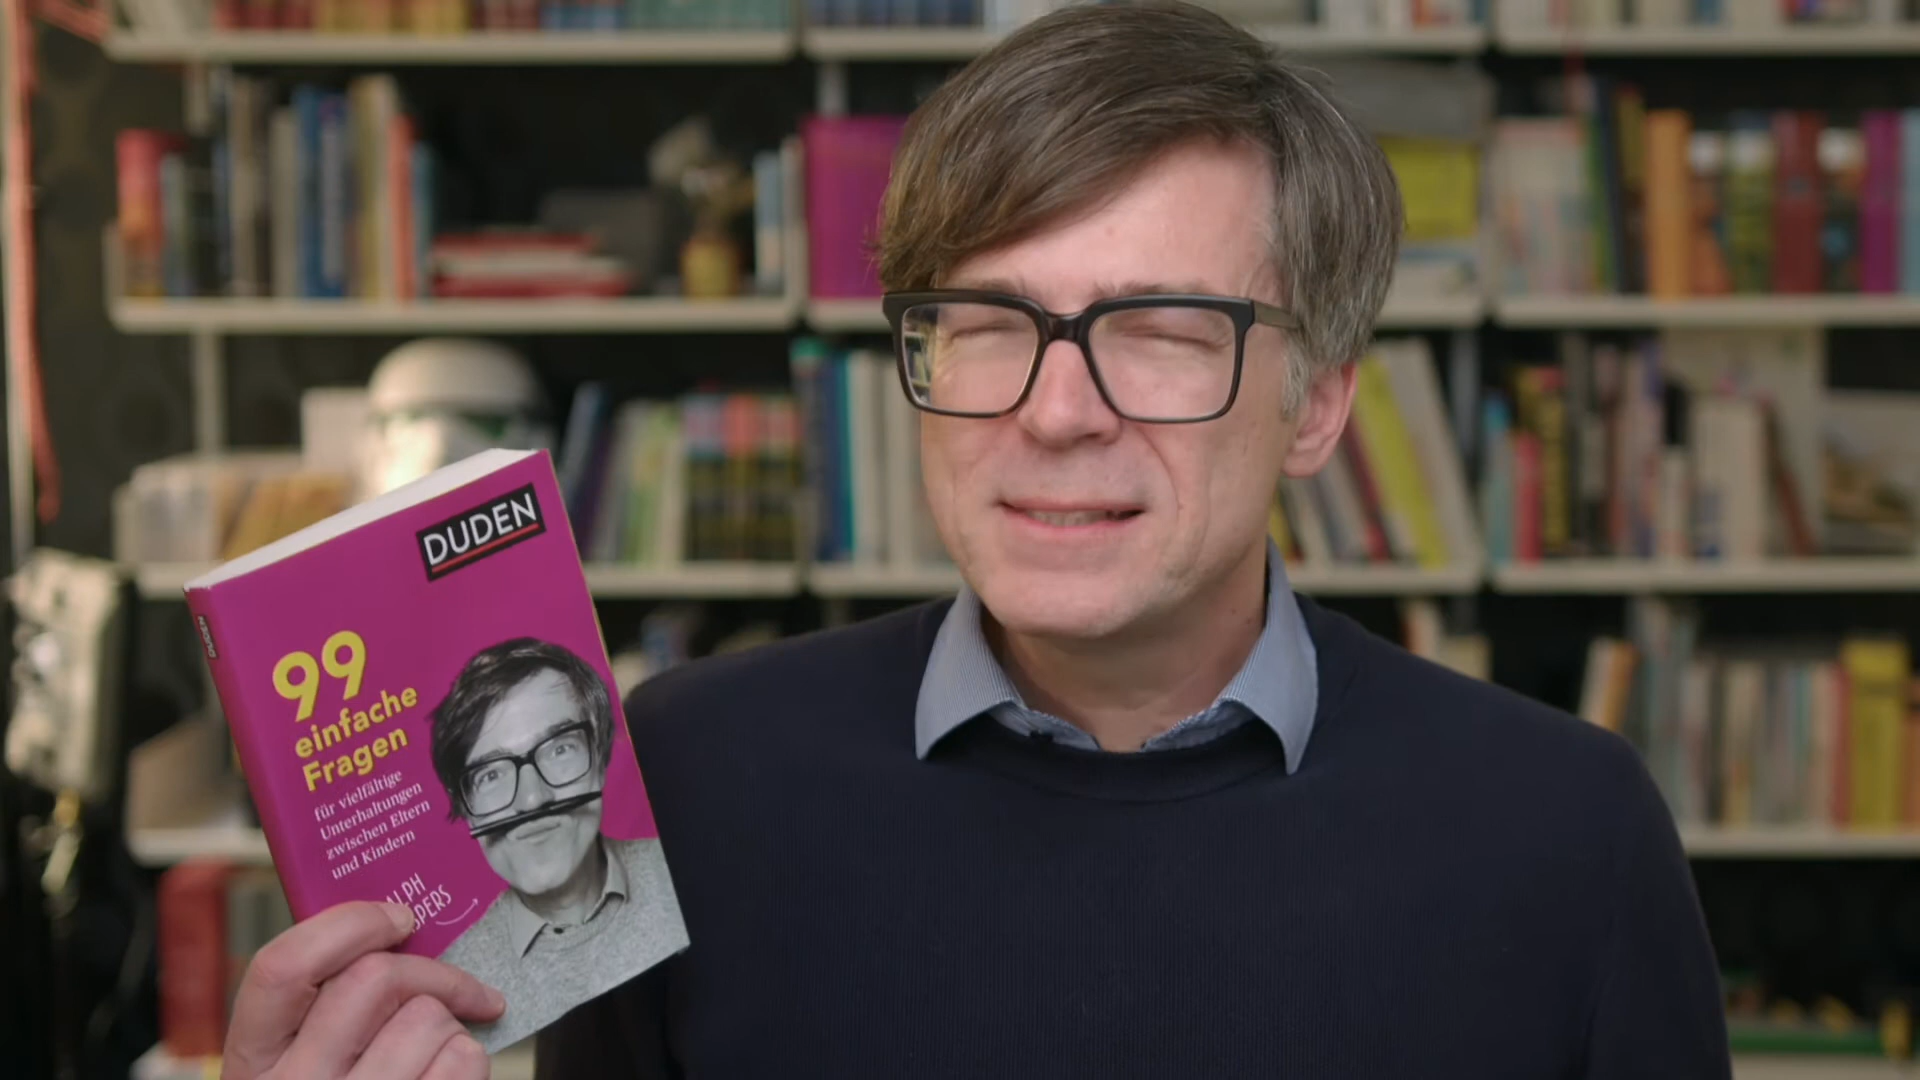 DUDEN
DUDEN
99
einfache
Fragen
für vielfältige
Unterhaltungen
zwischen Eltern
und Kindern